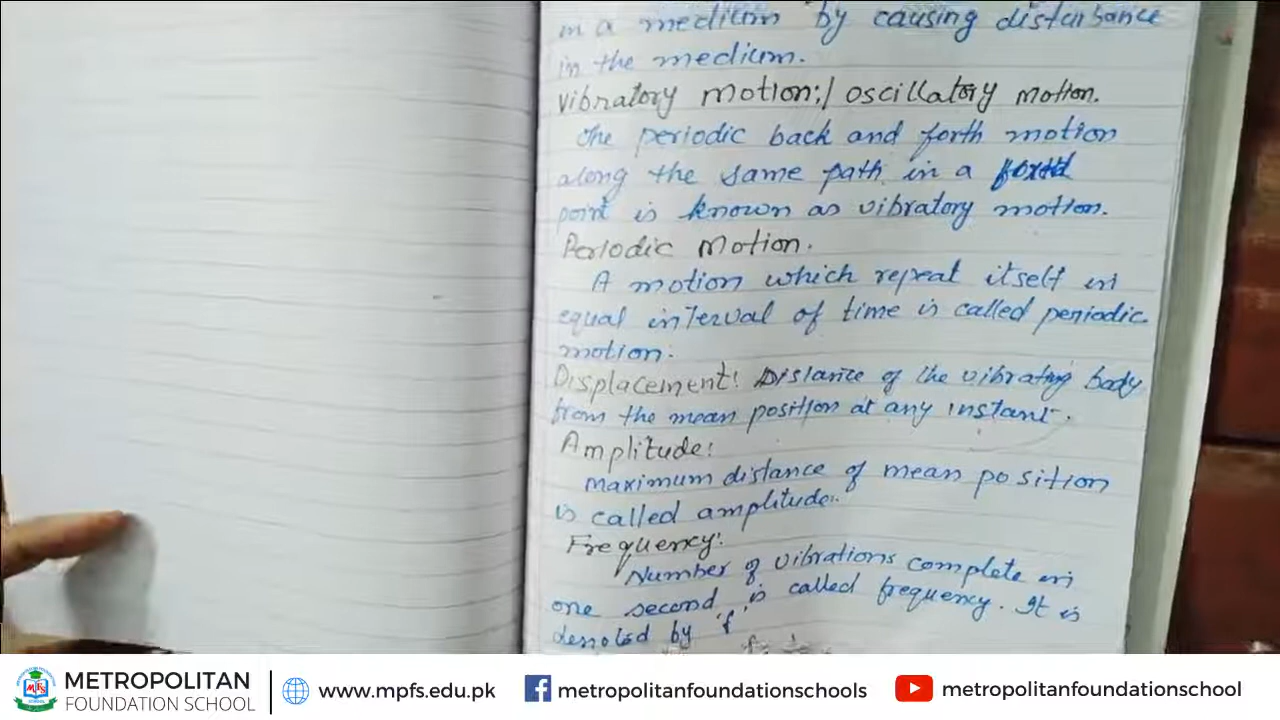 in a medium by causing disturbance
in the medium.
Vibratory motion:/ oscillatory motion.
The periodic back and forth motion
along the same path in a
point is known as vibratory motion.
Periodic Motion.
A motion which repeat itself in
equal interval of time is called periodic
motion.
Displacement: Distance of the vibrating body
from the mean position at any instant.
Amplitude:
Maximum distance of mean position
is called amplitude.
Frequency:
Number of vibrations complete in
one second is called frequency. It is
denoted by 'f'
METROPOLITAN
FOUNDATION SCHOOL
www.mpfs.edu.pk
metropolitanfoundationschools
metropolitanfoundationschool